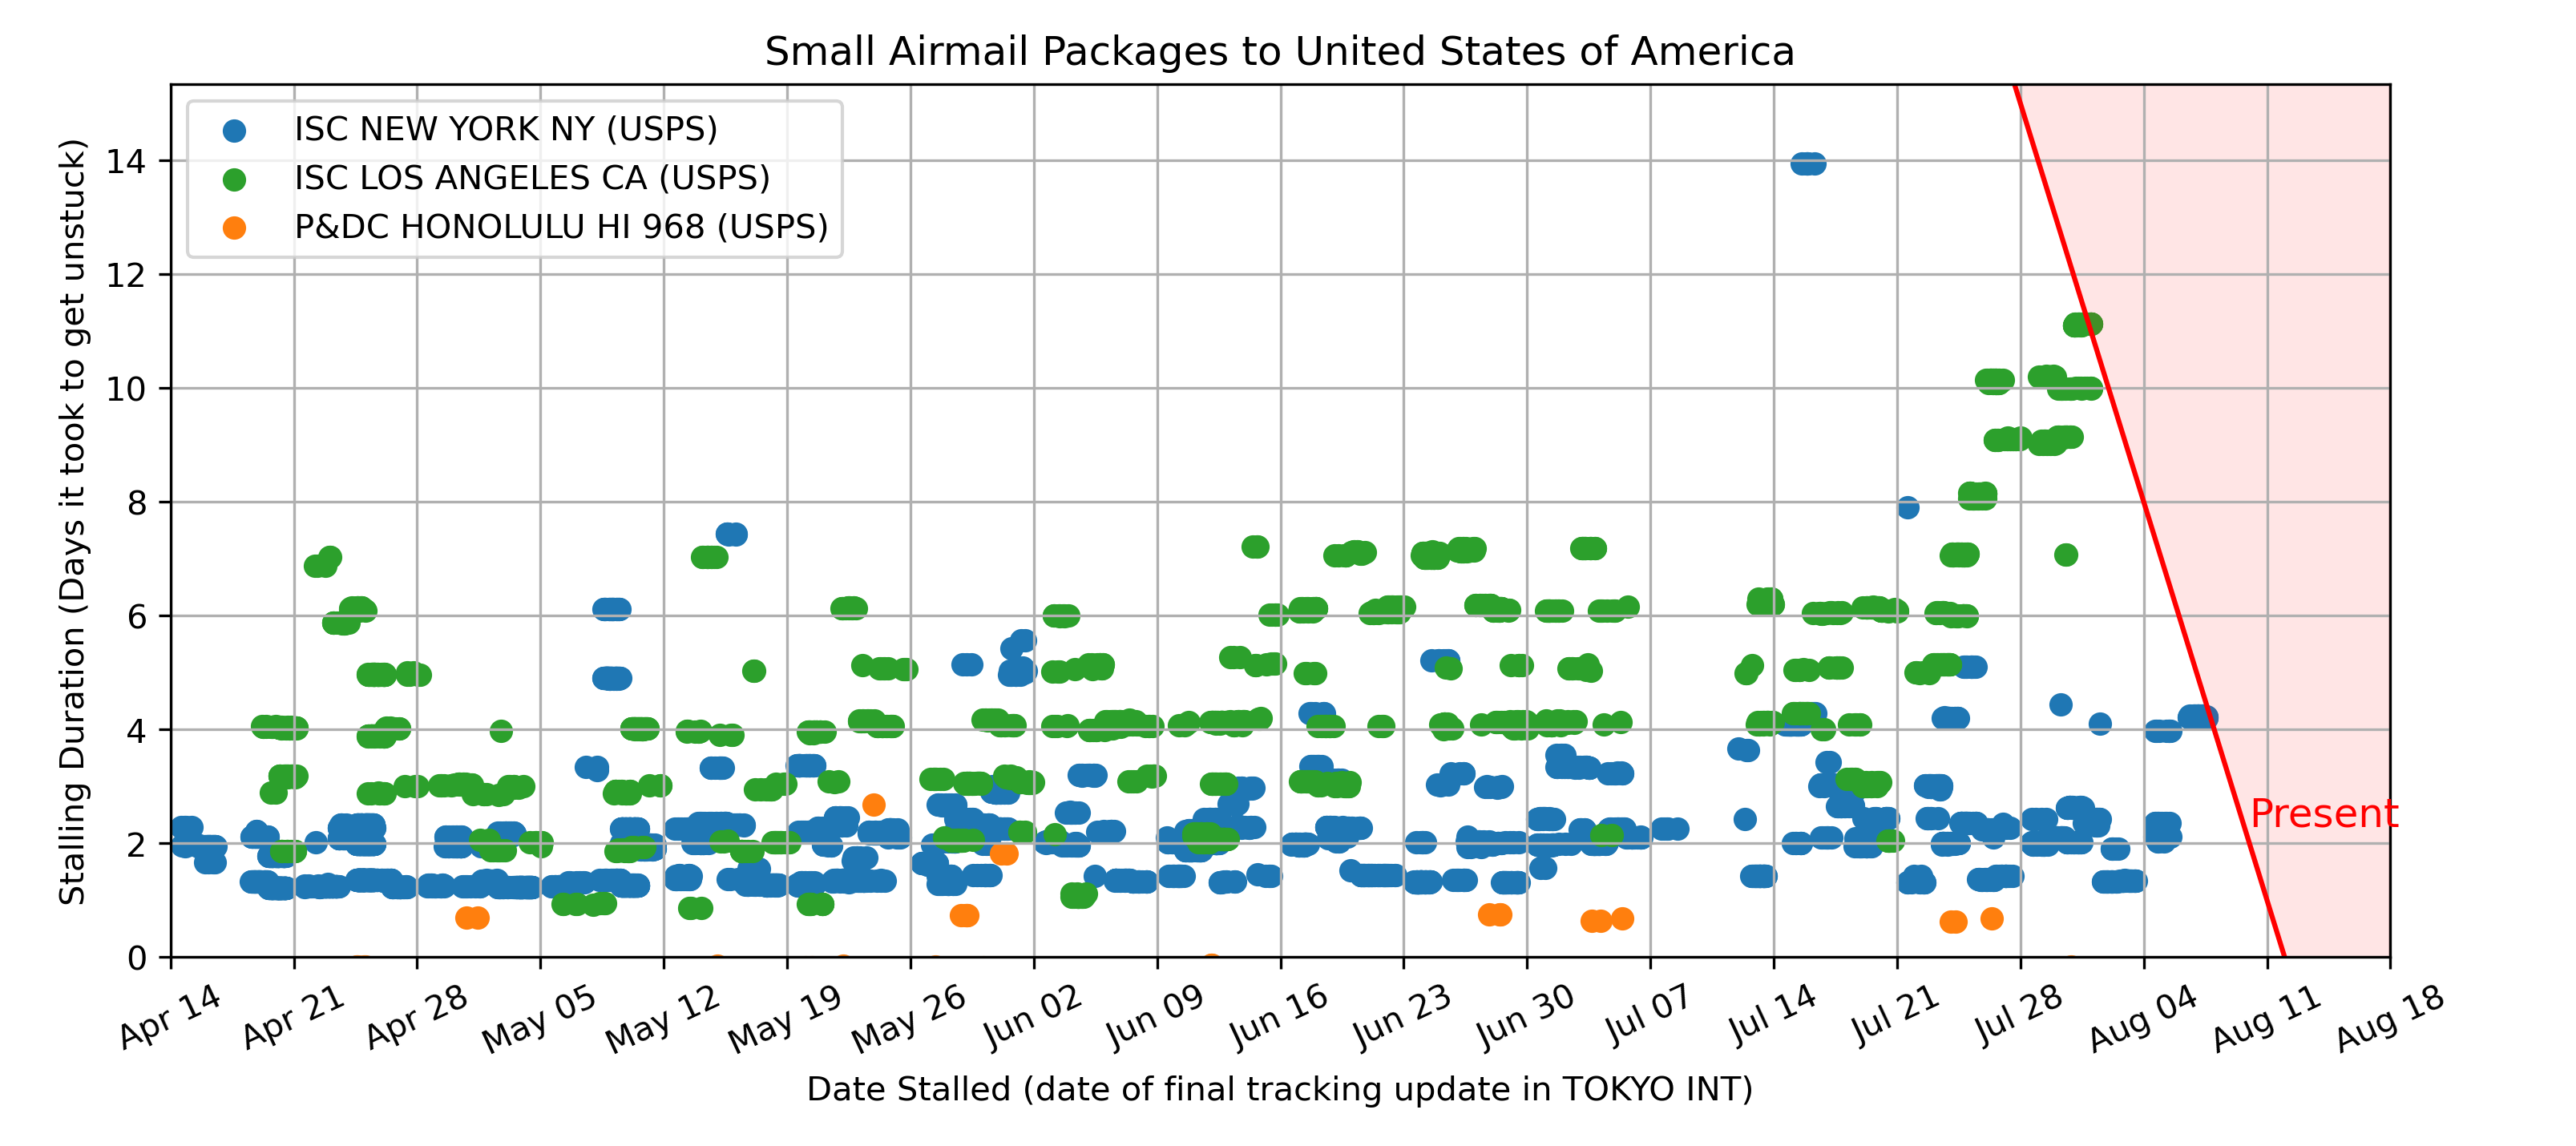 Small Airmail Packages to United States of America
ISC NEW YORK NY (USPS)
ISC LOS ANGELES CA (USPS)
P&DC HONOLULU HI 968 (USPS)
Stalling Duration (Days it took to get unstuck)
14
12
10
8
6
4
2
0
Present
Apr 14
Apr 21
Apr 28
May 05
May 12
May 19
May 26
Jun 02
Jun 09
Jun 16
Jun 23
Jun 30
Jul 07
Jul 14
Jul 21
Jul 28
Aug 04
Aug 11
Aug 18
Date Stalled (date of final tracking update in TOKYO INT)